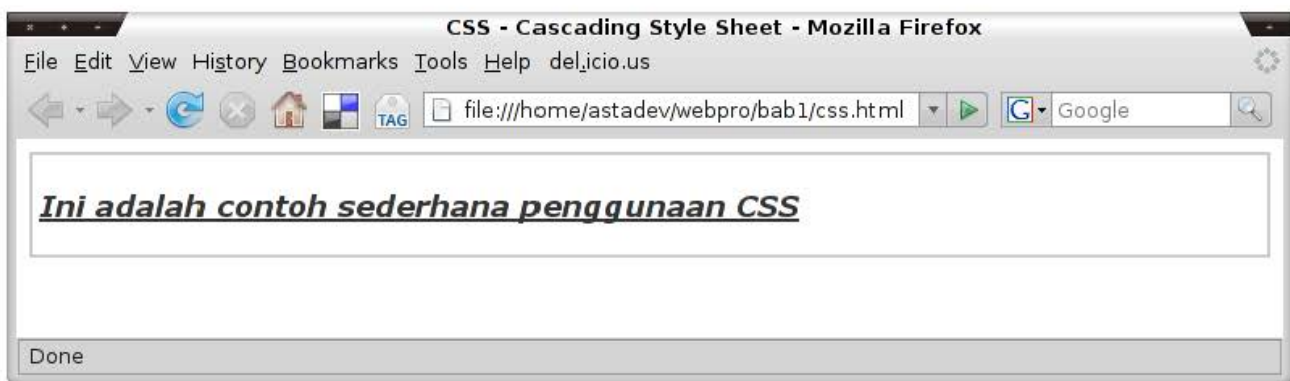 CSS - Cascading Style Sheet - Mozilla Firefox
File Edit View History Bookmarks Tools Help del.icio.us
TAG file:///home/astadev/webpro/bab1/css.html G Google
Ini adalah contoh sederhana penggunaan CSS
Done